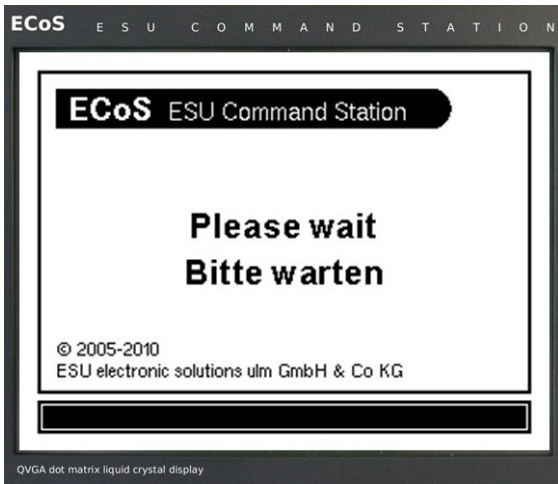 ECoS ESU COMMAND STATION
ECoS ESU Command Station
Please wait
Bitte warten
© 2005-2010
ESU electronic solutions ulm GmbH & Co KG
QVGA dot matrix liquid crystal display